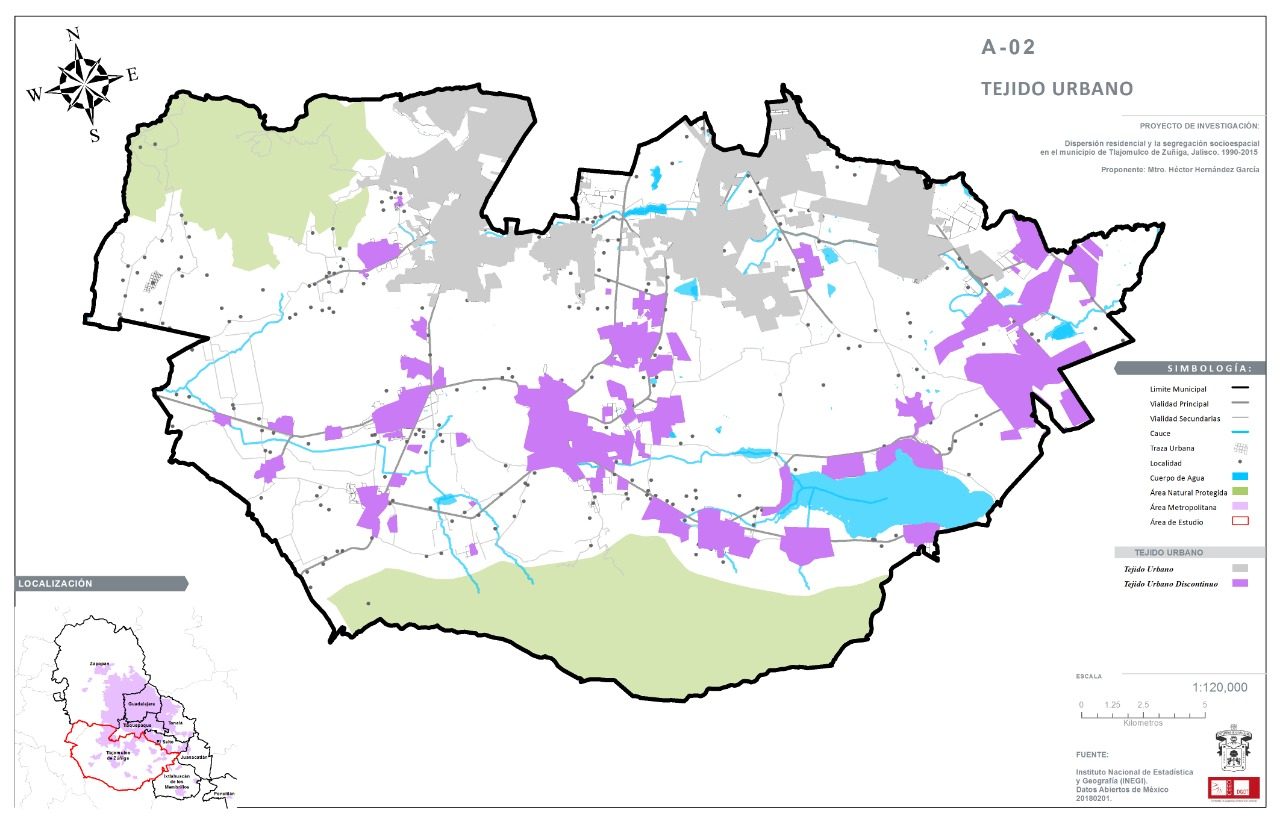 N
W
E
S
A-02
TEJIDO URBANO
PROYECTO DE INVESTIGACIÓN:
Dispersión residencial y la segregación socioespacial
en el municipio de Tlajomulco de Zuñiga, Jalisco. 1990-2015
Proponente: Mtro. Héctor Hernández García
SIMBOLOGÍA:
Limite Municipal
Vialidad Principal
Vialidad Secundarias
Cauce
Traza Urbana
Localidad
Cuerpo de Agua
Área Natural Protegida
Área Metropolitana
Área de Estudio
TEJIDO URBANO
Tejido Urbano
Tejido Urbano Discontinuo
LOCALIZACIÓN
Zapopan
Guadalajara
Tonalá
Tlaquepaque
El Salto
Tlajomulco
de Zúñiga
Juanacatlán
Ixtlahuacán
de los
Membrillos
Poncitlán
ESCALA
1:120,000
0 1.25 2.5 5
Kilometros
FUENTE:
Instituto Nacional de Estadística
y Geografía (INEGI).
Datos Abiertos de México
20180201.